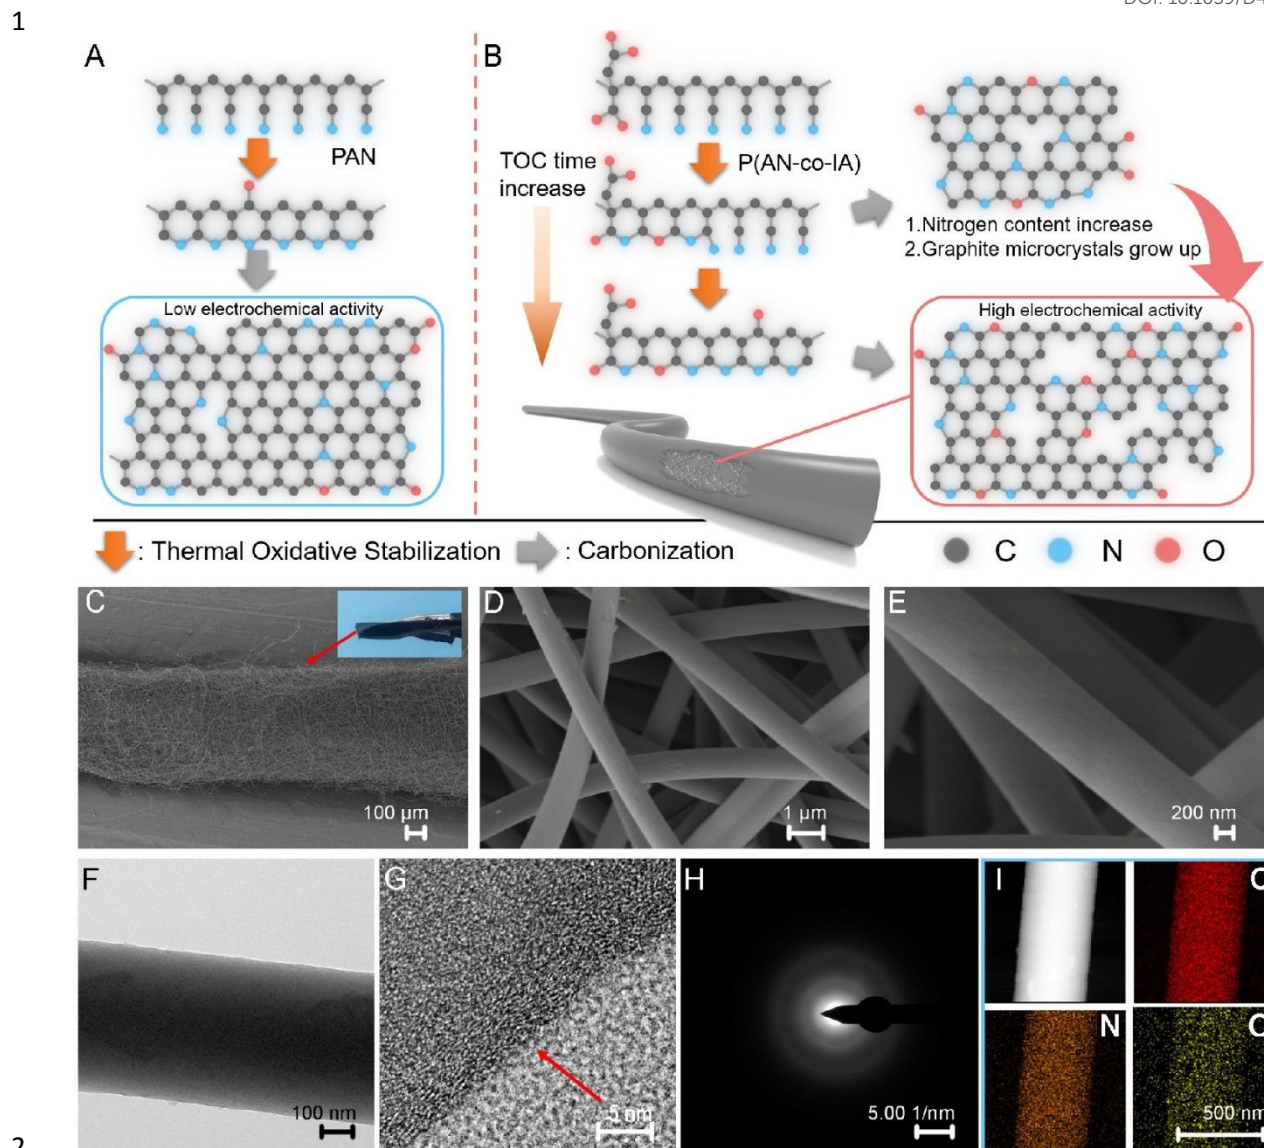 DOI: 10.1039/D4
1
A
B
PAN
TOC time
increase
P(AN-co-IA)
1.Nitrogen content increase
2.Graphite microcrystals grow up
Low electrochemical activity
High electrochemical activity
: Thermal Oxidative Stabilization
: Carbonization
C
N
O
C
100 µm
D
1 µm
E
200 nm
F
100 nm
G
5 nm
H
5.00 1/nm
I
N
500 nm